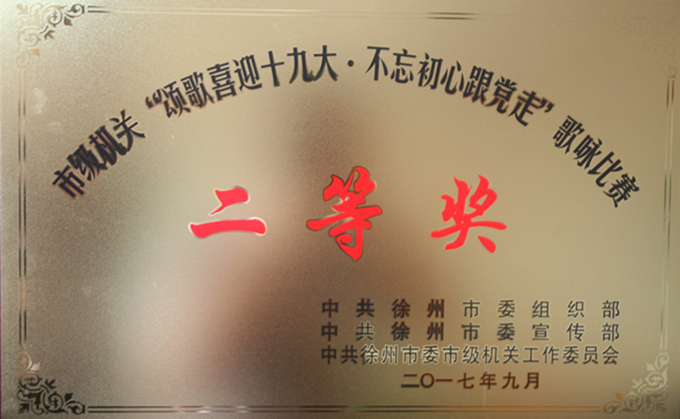 市级机关“颂歌喜迎十九大·不忘初心跟党走”歌咏比赛
二等奖
中共徐州市委组织部
中共徐州市委宣传部
中共徐州市委市级机关工作委员会
二〇一七年九月